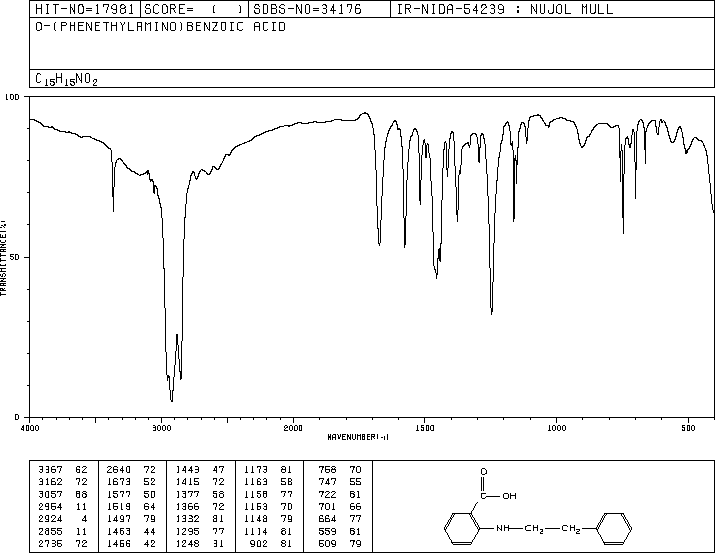 HIT-NO=17981 SCORE= ( ) SDBS-NO=34176 IR-NIDA-54239 : NUJOL MULL
O-(PHENETHYLAMINO)BENZOIC ACID
C15H15NO2
100
50
0
TRANSMITTANCE(%)
4000 3000 2000 1500 1000 500
WAVENUMBER(-1)
3367 62 2640 72 1449 47 1173 81 758 70
3162 72 1673 52 1415 72 1163 58 747 55
3057 68 1577 50 1377 58 1158 77 722 81
2954 11 1519 64 1366 72 1153 70 701 66
2924 4 1497 79 1332 81 1148 79 664 77
2855 11 1463 44 1295 77 1114 81 559 81
2735 72 1456 42 1248 31 902 81 509 79
O
C OH
NH CH2 CH2